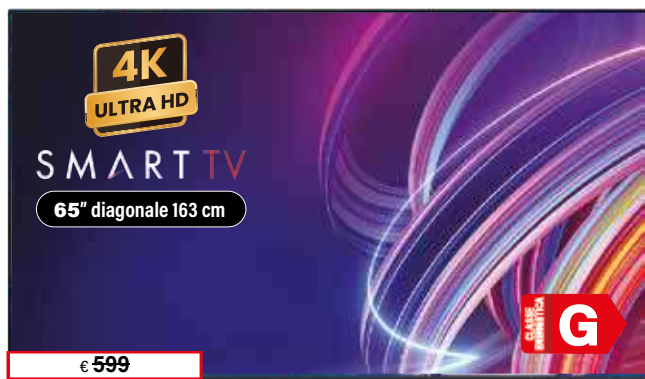 4K
ULTRA HD
SMART TV
65" diagonale 163 cm
CLASSE
ENERGETICA
G
€ 599